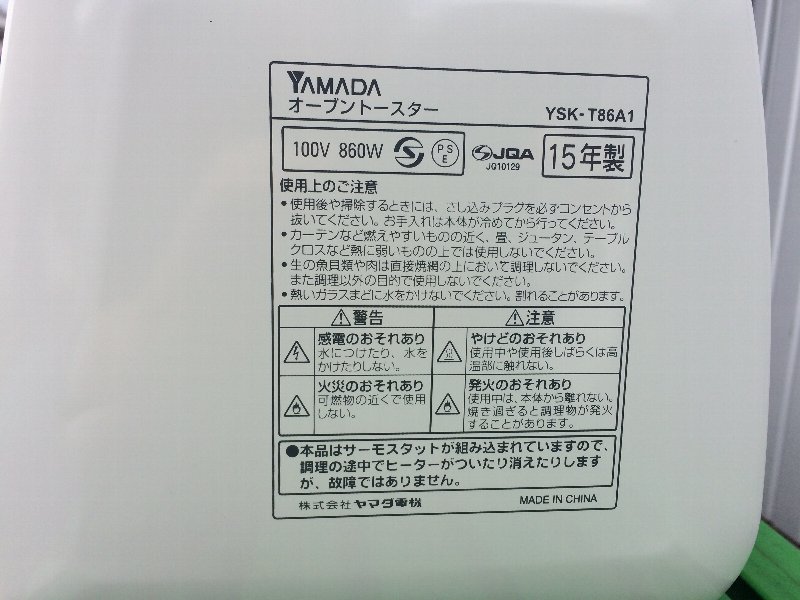 YAMADA
オーブントースター YSK-T86A1
100V 860W PSE JQA JQ10129 15年製
使用上のご注意
●使用後や掃除するときには、さし込みプラグを必ずコンセントから
抜いてください。お手入れは本体が冷めてから行ってください。
●カーテンなど燃えやすいものの近く、畳、ジュータン、テーブル
クロスなど熱に弱いものの上では使用しないでください。
●生の魚貝類や肉は直接焼網の上において調理しないでください。
また調理以外の目的で使用しないでください。
●熱いガラスまどに水をかけないでください。割れることがあります。
⚠警告
感電のおそれあり
水につけたり、水を
かけたりしない。
火災のおそれあり
可燃物の近くで使用
しない。
⚠注意
やけどのおそれあり
使用中や使用後しばらくは高
温部に触れない。
発火のおそれあり
使用中は、本体から離れない。
焼き過ぎると調理物が発火
することがあります。
●本品はサーモスタットが組み込まれていますので、
調理の途中でヒーターがついたり消えたりします
が、故障ではありません。
株式会社 ヤマダ電機 MADE IN CHINA